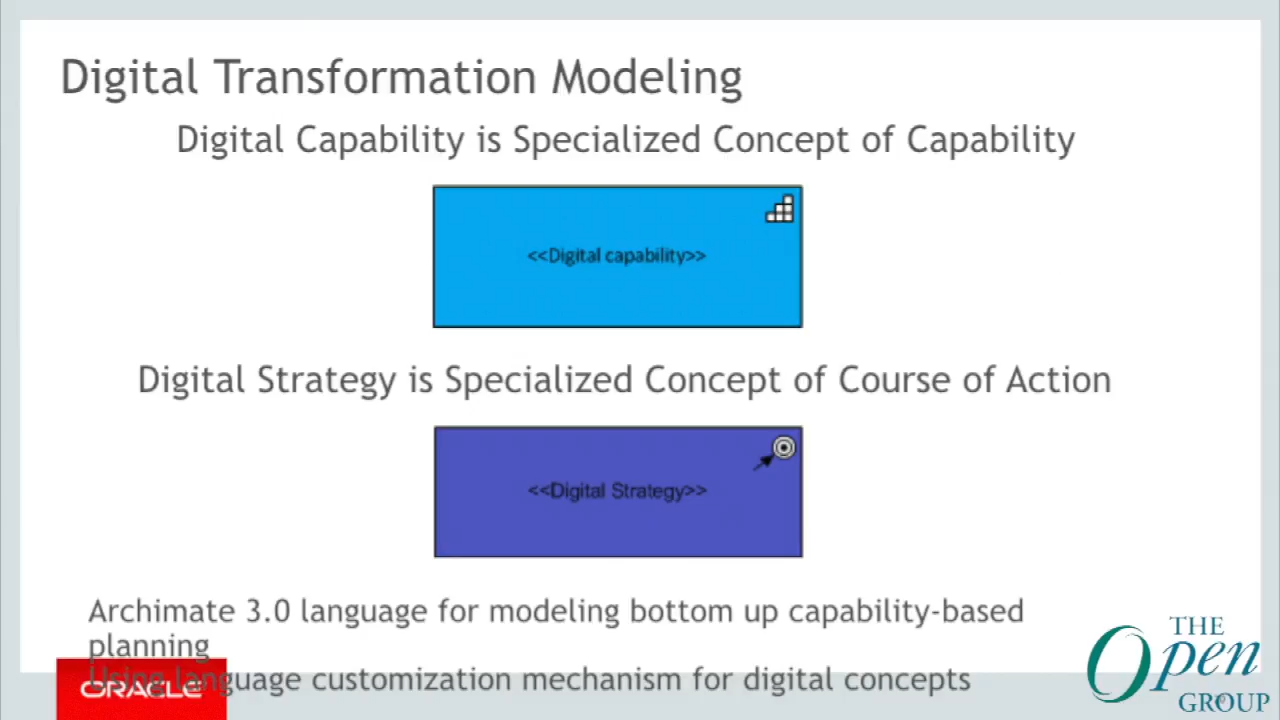 Digital Transformation Modeling
Digital Capability is Specialized Concept of Capability
<<Digital capability>>
Digital Strategy is Specialized Concept of Course of Action
<<Digital Strategy>>
Archimate 3.0 language for modeling bottom up capability-based
planning
Using language customization mechanism for digital concepts
ORACLE
THE
Open
GROUP